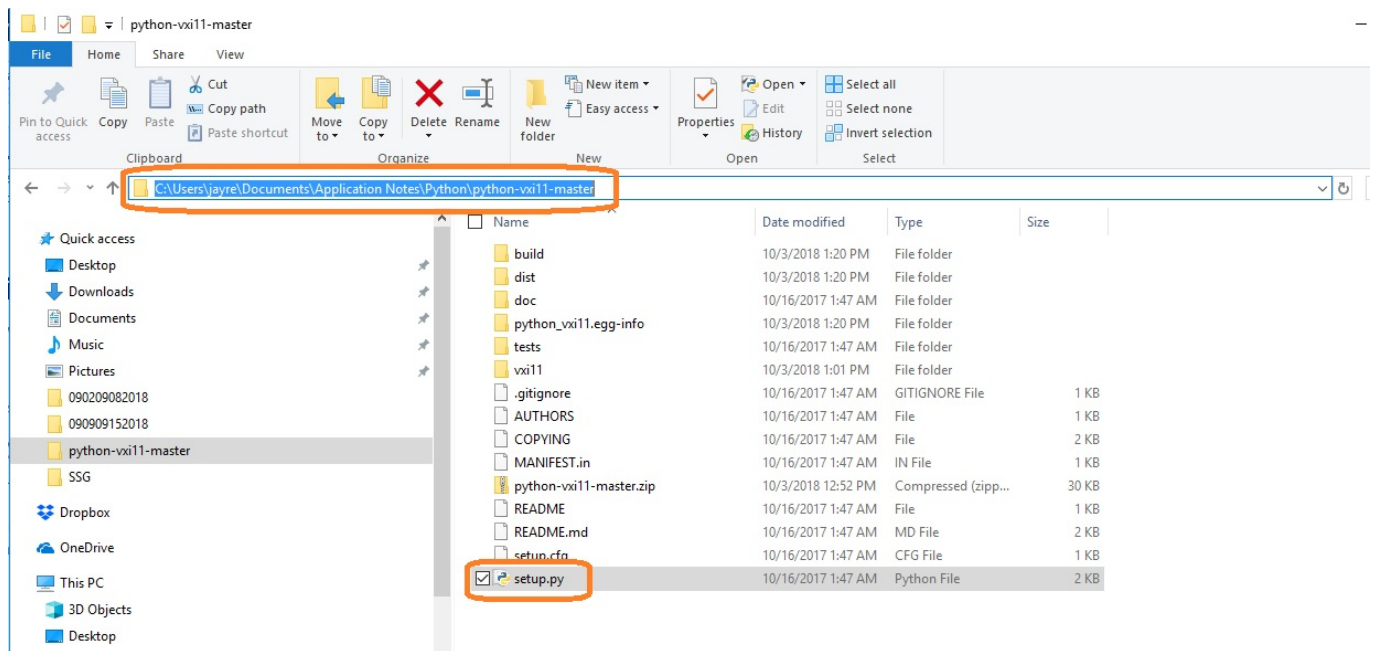 python-vxi11-master
File Home Share View
Pin to Quick access
Copy
Paste
Cut
Copy path
Paste shortcut
Clipboard
Move to
Copy to
Delete
Rename
Organize
New folder
New item
Easy access
New
Properties
Open
Edit
History
Open
Select all
Select none
Invert selection
Select
C:\Users\jayre\Documents\Application Notes\Python\python-vxi11-master
Quick access
Desktop
Downloads
Documents
Music
Pictures
090209082018
090909152018
python-vxi11-master
SSG
Dropbox
OneDrive
This PC
3D Objects
Desktop
Name Date modified Type Size
build 10/3/2018 1:20 PM File folder
dist 10/3/2018 1:20 PM File folder
doc 10/16/2017 1:47 AM File folder
python_vxi11.egg-info 10/3/2018 1:20 PM File folder
tests 10/16/2017 1:47 AM File folder
vxi11 10/3/2018 1:01 PM File folder
.gitignore 10/16/2017 1:47 AM GITIGNORE File 1 KB
AUTHORS 10/16/2017 1:47 AM File 1 KB
COPYING 10/16/2017 1:47 AM File 2 KB
MANIFEST.in 10/16/2017 1:47 AM IN File 1 KB
python-vxi11-master.zip 10/3/2018 12:52 PM Compressed (zipp... 30 KB
README 10/16/2017 1:47 AM File 1 KB
README.md 10/16/2017 1:47 AM MD File 2 KB
setup.cfg 10/16/2017 1:47 AM CFG File 1 KB
setup.py 10/16/2017 1:47 AM Python File 2 KB